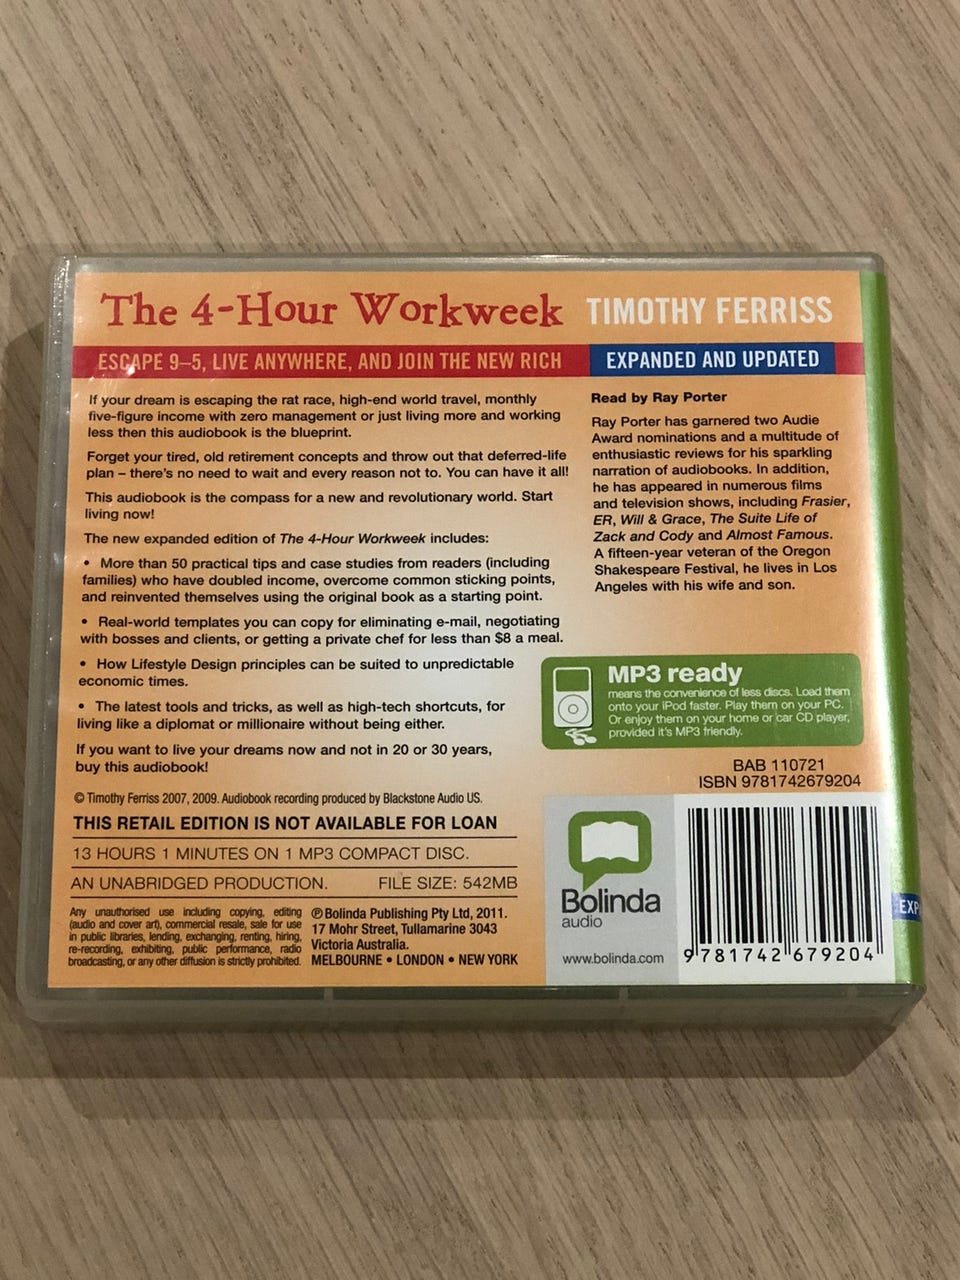 The 4-Hour Workweek TIMOTHY FERRISS
ESCAPE 9–5, LIVE ANYWHERE, AND JOIN THE NEW RICH
EXPANDED AND UPDATED
If your dream is escaping the rat race, high-end world travel, monthly
five-figure income with zero management or just living more and working
less then this audiobook is the blueprint.
Forget your tired, old retirement concepts and throw out that deferred-life
plan – there's no need to wait and every reason not to. You can have it all!
This audiobook is the compass for a new and revolutionary world. Start
living now!
The new expanded edition of The 4-Hour Workweek includes:
• More than 50 practical tips and case studies from readers (including
families) who have doubled income, overcome common sticking points,
and reinvented themselves using the original book as a starting point.
• Real-world templates you can copy for eliminating e-mail, negotiating
with bosses and clients, or getting a private chef for less than $8 a meal.
• How Lifestyle Design principles can be suited to unpredictable
economic times.
• The latest tools and tricks, as well as high-tech shortcuts, for
living like a diplomat or millionaire without being either.
If you want to live your dreams now and not in 20 or 30 years,
buy this audiobook!
© Timothy Ferriss 2007, 2009. Audiobook recording produced by Blackstone Audio US.
THIS RETAIL EDITION IS NOT AVAILABLE FOR LOAN
13 HOURS 1 MINUTES ON 1 MP3 COMPACT DISC.
AN UNABRIDGED PRODUCTION. FILE SIZE: 542MB
Any unauthorised use including copying, editing
(audio and cover art), commercial resale, sale for use
in public libraries, lending, exchanging, renting, hiring,
re-recording, exhibiting, public performance, radio
broadcasting, or any other diffusion is strictly prohibited.
℗ Bolinda Publishing Pty Ltd, 2011.
17 Mohr Street, Tullamarine 3043
Victoria Australia.
MELBOURNE • LONDON • NEW YORK
Read by Ray Porter
Ray Porter has garnered two Audie
Award nominations and a multitude of
enthusiastic reviews for his sparkling
narration of audiobooks. In addition,
he has appeared in numerous films
and television shows, including Frasier,
ER, Will & Grace, The Suite Life of
Zack and Cody and Almost Famous.
A fifteen-year veteran of the Oregon
Shakespeare Festival, he lives in Los
Angeles with his wife and son.
MP3 ready
means the convenience of less discs. Load them
onto your iPod faster. Play them on your PC.
Or enjoy them on your home or car CD player,
provided it's MP3 friendly.
BAB 110721
ISBN 9781742679204
Bolinda
audio
www.bolinda.com
9 781742 679204
EXP